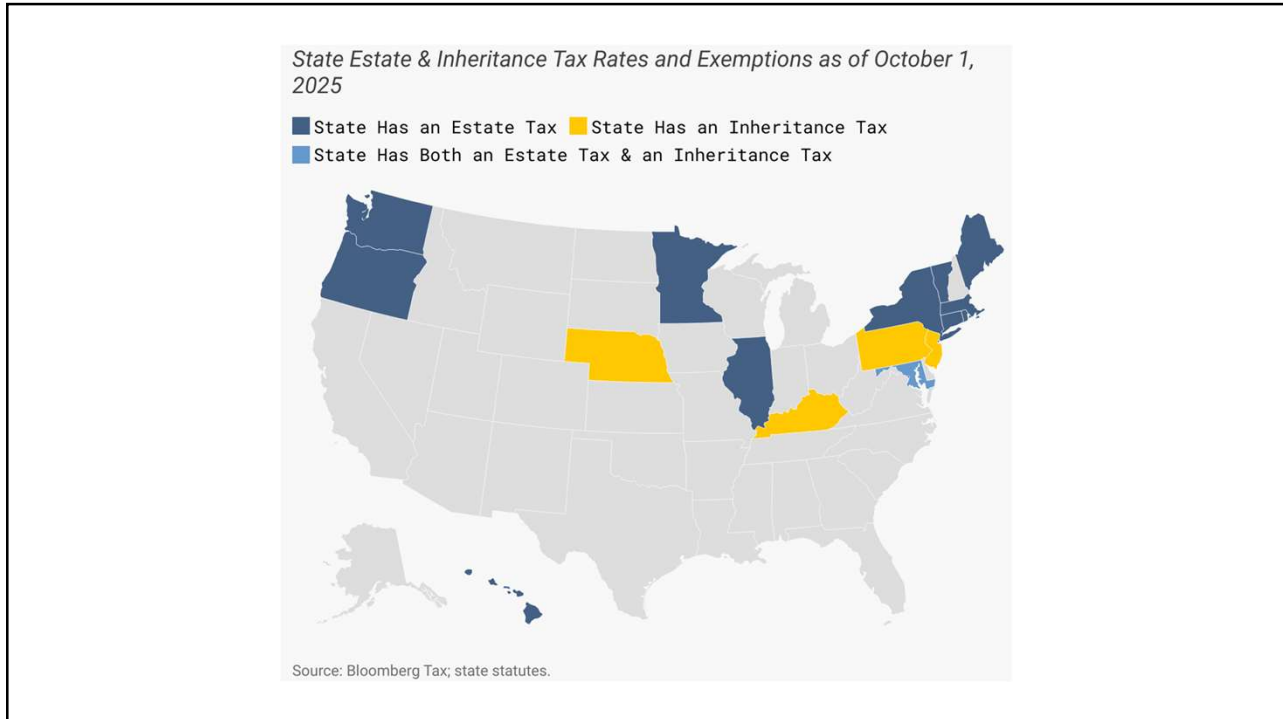 State Estate & Inheritance Tax Rates and Exemptions as of October 1,
2025
State Has an Estate Tax State Has an Inheritance Tax
State Has Both an Estate Tax & an Inheritance Tax
Source: Bloomberg Tax; state statutes.